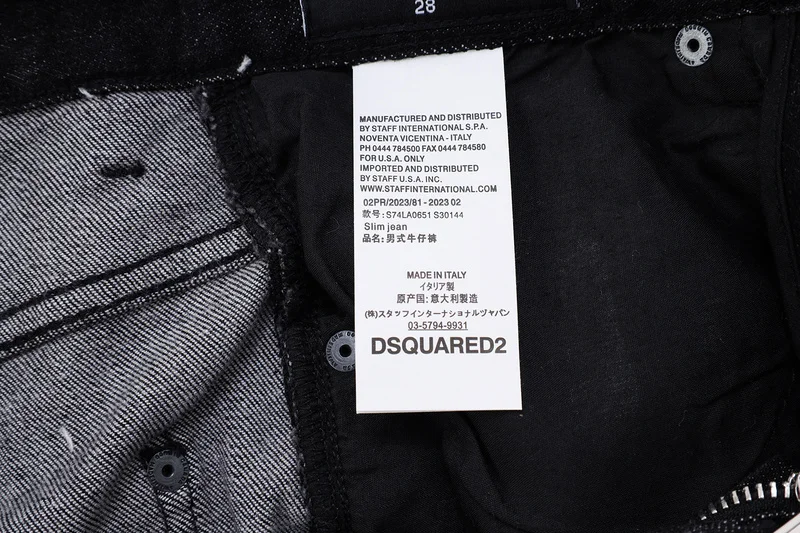 28
MANUFACTURED AND DISTRIBUTED
BY STAFF INTERNATIONAL S.P.A.
NOVENTA VICENTINA - ITALY
PH 0444 784500 FAX 0444 784580
FOR U.S.A. ONLY
IMPORTED AND DISTRIBUTED
BY STAFF U.S.A. INC.
WWW.STAFFINTERNATIONAL.COM
02PR/2023/81 - 2023 02
款号: S74LA0651 S30144
Slim jean
品名: 男式牛仔裤
MADE IN ITALY
イタリア製
原产国: 意大利製造
(株)スタッフインターナショナルヅャパン
03-5794-9931
DSQUARED2